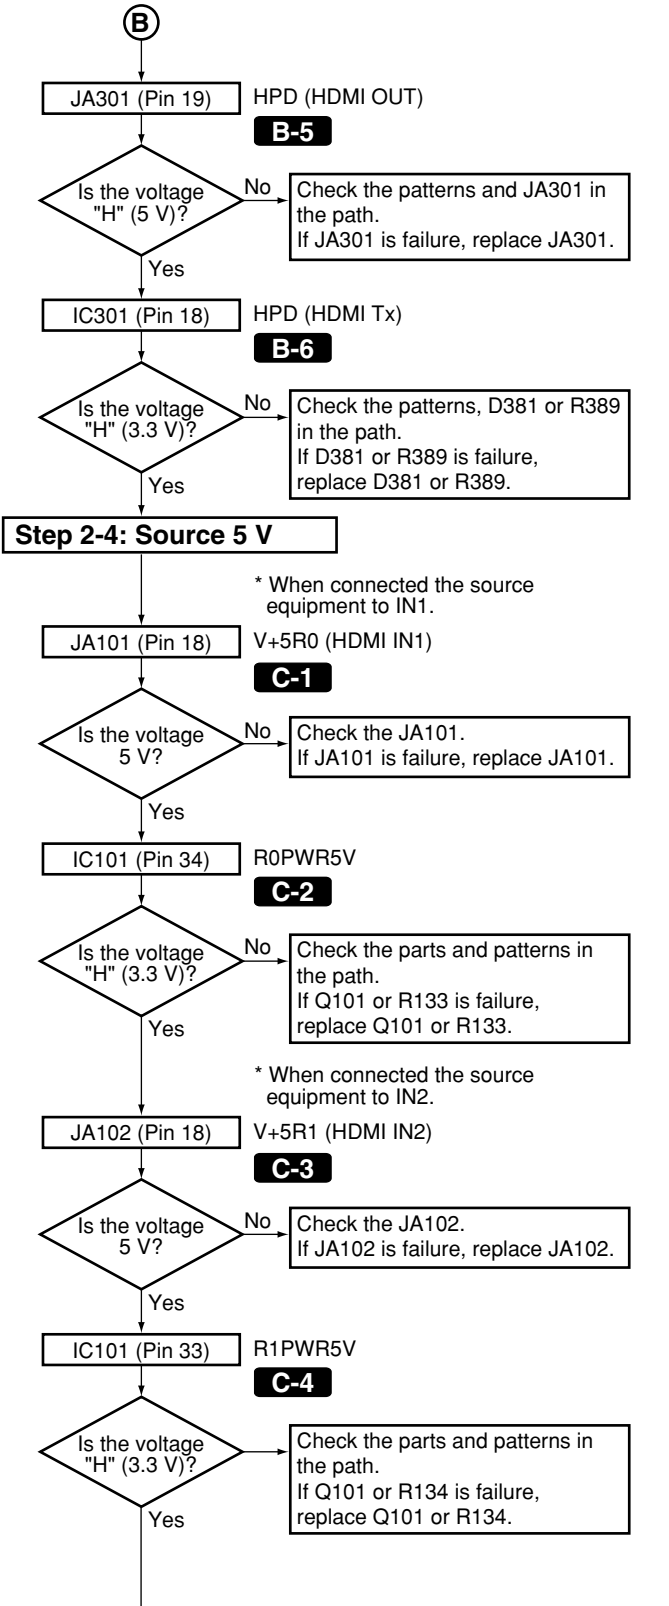 B
JA301 (Pin 19)
HPD (HDMI OUT)
B-5
Is the voltage
"H" (5 V)?
No
Check the patterns and JA301 in
the path.
If JA301 is failure, replace JA301.
Yes
IC301 (Pin 18)
HPD (HDMI Tx)
B-6
Is the voltage
"H" (3.3 V)?
No
Check the patterns, D381 or R389
in the path.
If D381 or R389 is failure,
replace D381 or R389.
Yes
Step 2-4: Source 5 V
* When connected the source
equipment to IN1.
JA101 (Pin 18)
V+5R0 (HDMI IN1)
C-1
Is the voltage
5 V?
No
Check the JA101.
If JA101 is failure, replace JA101.
Yes
IC101 (Pin 34)
R0PWR5V
C-2
Is the voltage
"H" (3.3 V)?
No
Check the parts and patterns in
the path.
If Q101 or R133 is failure,
replace Q101 or R133.
Yes
* When connected the source
equipment to IN2.
JA102 (Pin 18)
V+5R1 (HDMI IN2)
C-3
Is the voltage
5 V?
No
Check the JA102.
If JA102 is failure, replace JA102.
Yes
IC101 (Pin 33)
R1PWR5V
C-4
Is the voltage
"H" (3.3 V)?
Check the parts and patterns in
the path.
If Q101 or R134 is failure,
replace Q101 or R134.
Yes